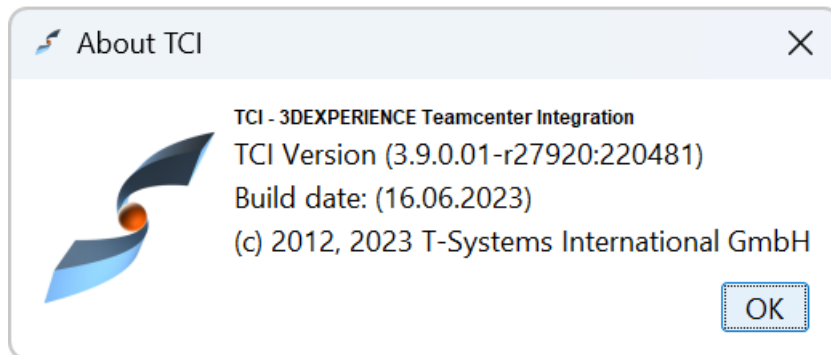 About TCI
TCI - 3DEXPERIENCE Teamcenter Integration
TCI Version (3.9.0.01-r27920:220481)
Build date: (16.06.2023)
(c) 2012, 2023 T-Systems International GmbH
OK